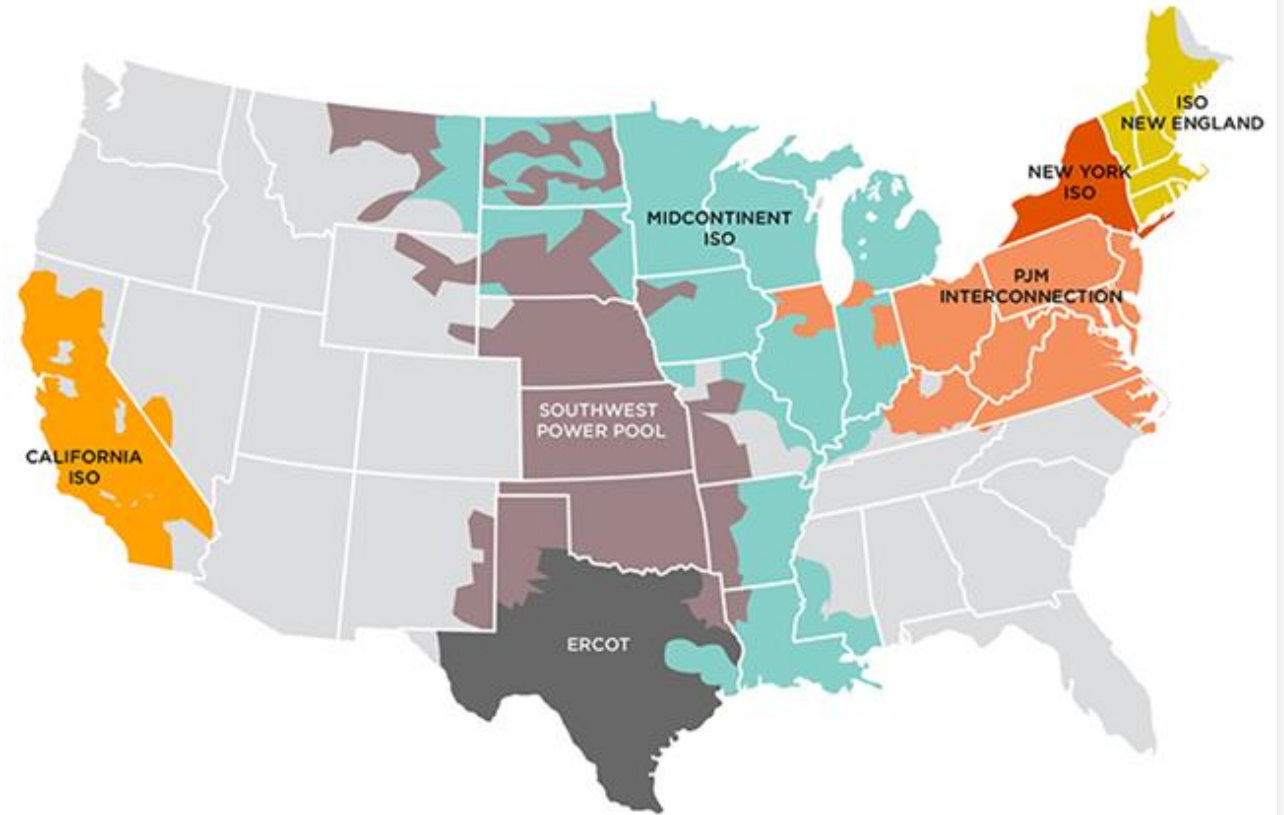 ISO
NEW ENGLAND
NEW YORK
ISO
MIDCONTINENT
ISO
PJM
INTERCONNECTION
SOUTHWEST
POWER POOL
CALIFORNIA
ISO
ERCOT